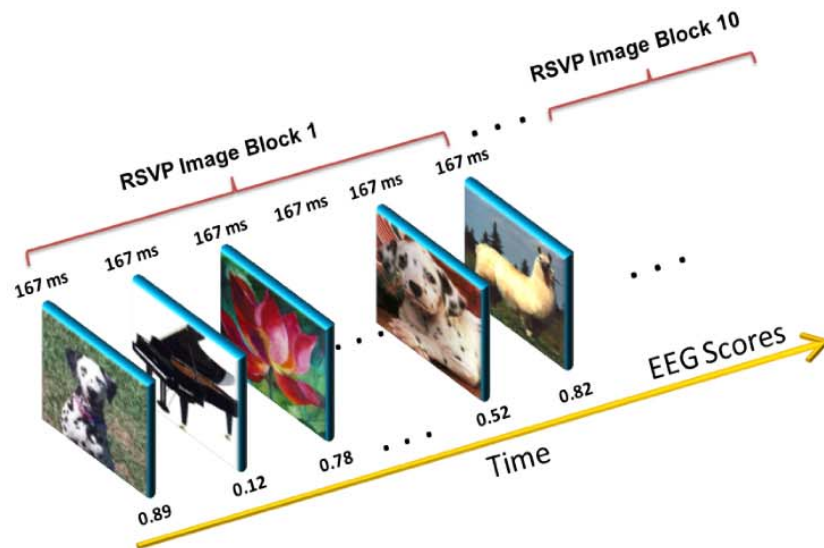 RSVP Image Block 10
RSVP Image Block 1
167 ms
167 ms
167 ms
167 ms
167 ms
167 ms
0.89
0.12
0.78
0.52
0.82
EEG Scores
Time